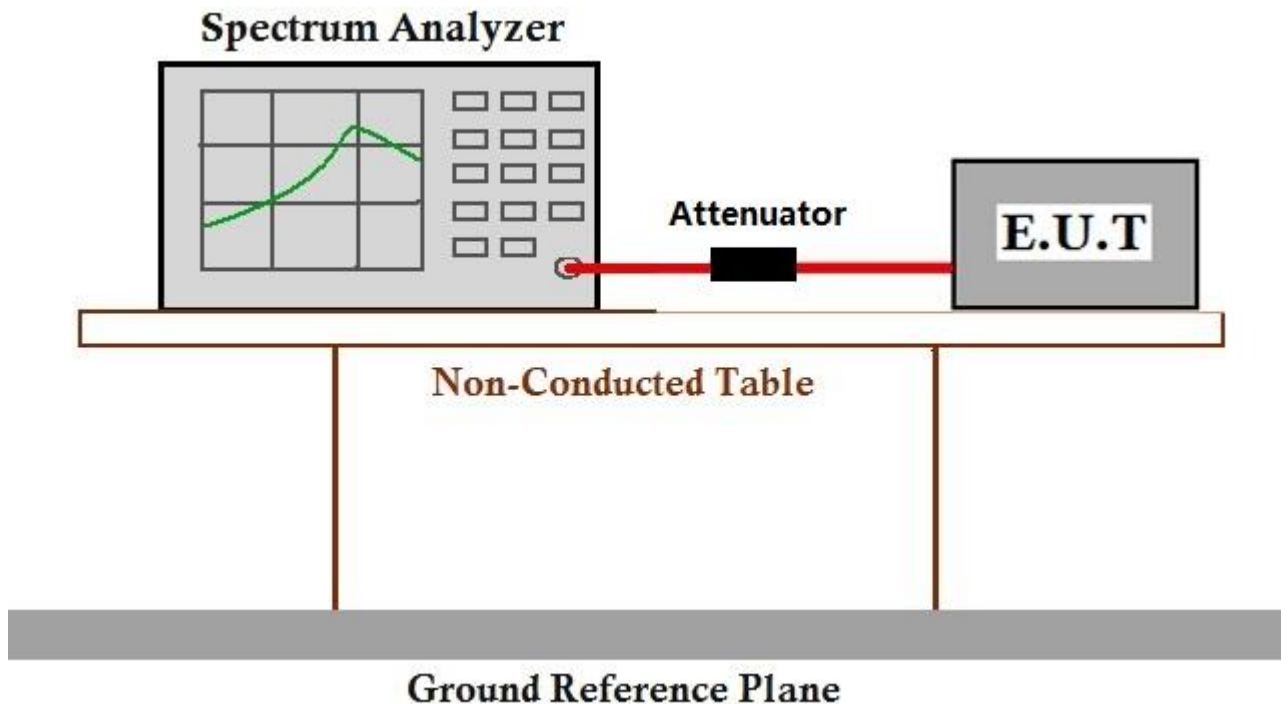 Spectrum Analyzer
Attenuator
E.U.T
Non-Conducted Table
Ground Reference Plane